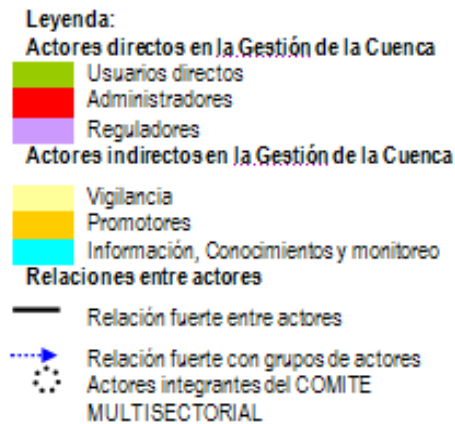 Leyenda:
Actores directos en la Gestión de la Cuenca
Usuarios directos
Administradores
Reguladores
Actores indirectos en la Gestión de la Cuenca
Vigilancia
Promotores
Información, Conocimientos y monitoreo
Relaciones entre actores
Relación fuerte entre actores
Relación fuerte con grupos de actores
Actores integrantes del COMITE
MULTISECTORIAL